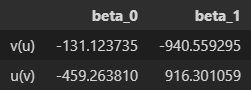 beta_0 beta_1
v(u) -131.123735 -940.559295
u(v) -459.263810 916.301059